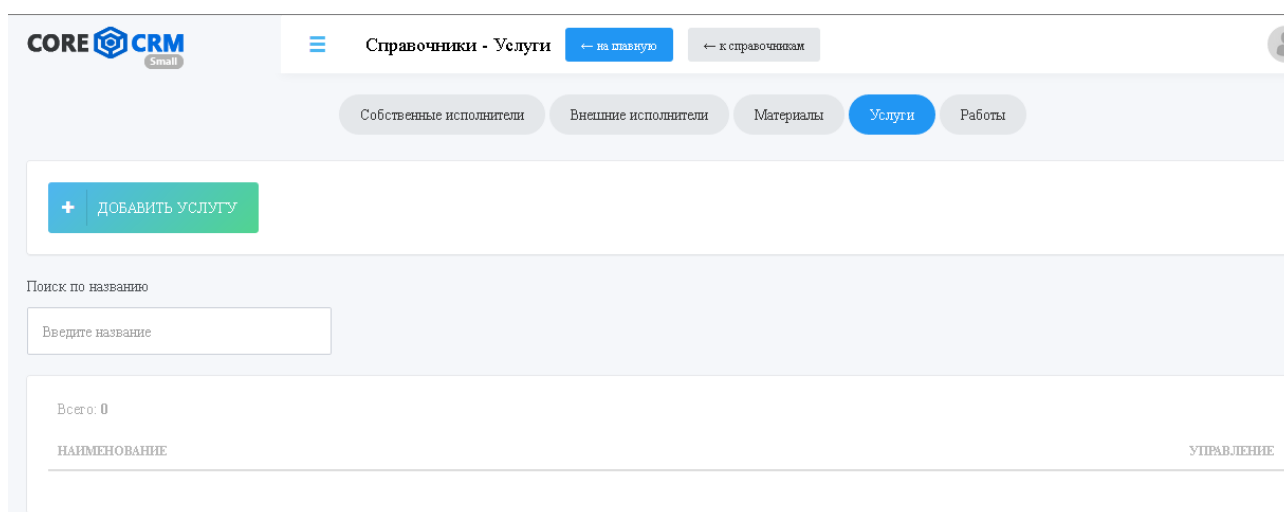 CORE CRM
Small
Справочники - Услуги
← на главную
← к справочникам
Собственные исполнители
Внешние исполнители
Материалы
Услуги
Работы
+ ДОБАВИТЬ УСЛУГУ
Поиск по названию
Введите название
Всего: 0
НАИМЕНОВАНИЕ
УПРАВЛЕНИЕ